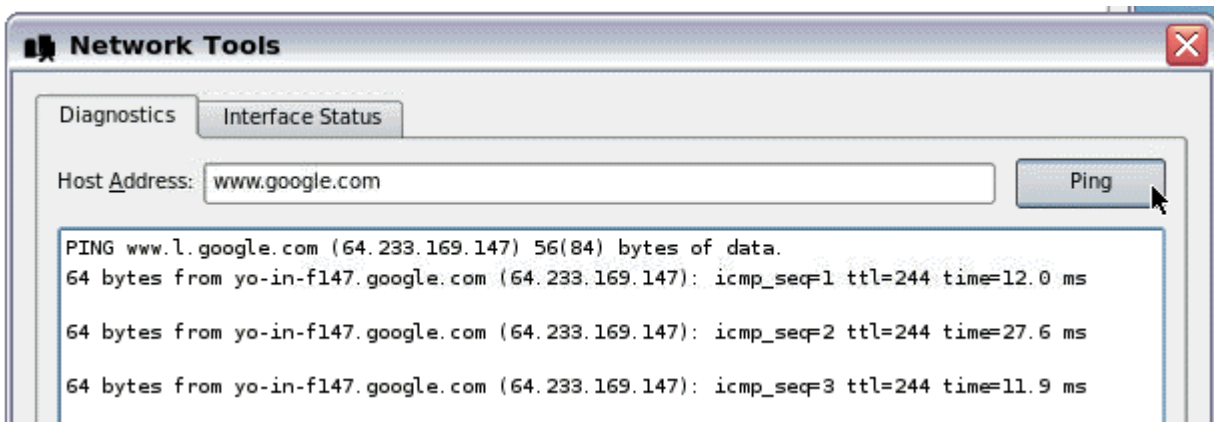 Network Tools
Diagnostics
Interface Status
Host Address: www.google.com
Ping
PING www.l.google.com (64.233.169.147) 56(84) bytes of data.
64 bytes from yo-in-f147.google.com (64.233.169.147): icmp_seq=1 ttl=244 time=12.0 ms
64 bytes from yo-in-f147.google.com (64.233.169.147): icmp_seq=2 ttl=244 time=27.6 ms
64 bytes from yo-in-f147.google.com (64.233.169.147): icmp_seq=3 ttl=244 time=11.9 ms